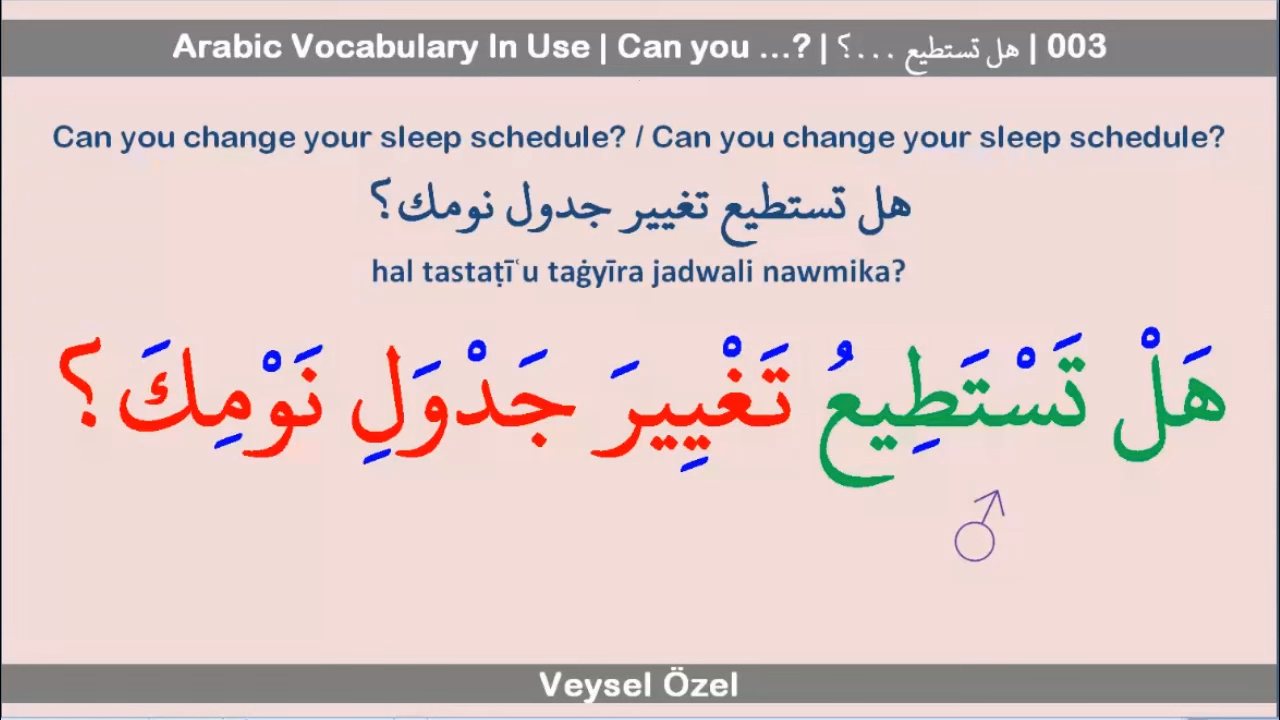 Arabic Vocabulary In Use | Can you ...? | هل تستطيع ...؟ | 003
Can you change your sleep schedule? / Can you change your sleep schedule?
هل تستطيع تغيير جدول نومك؟
hal tastaṭīʿu taġyīra jadwali nawmika?
هَلْ تَسْتَطِيعُ تَغْيِيرَ جَدْوَلِ نَوْمِكَ؟
Veysel Özel